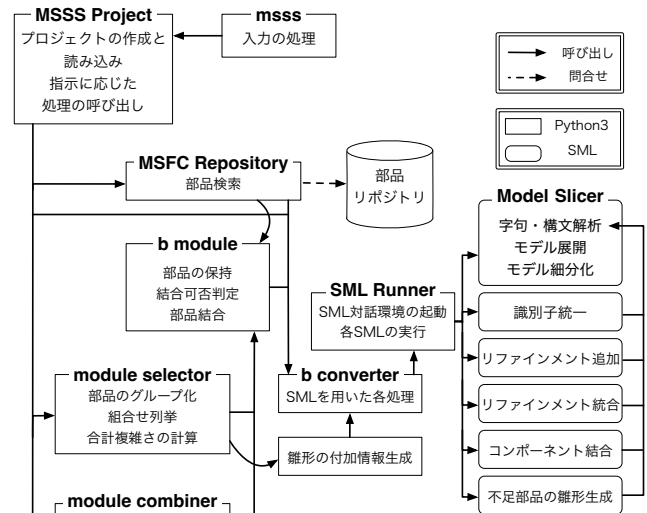 MSSS Project
プロジェクトの作成と
読み込み
指示に応じた
処理の呼び出し
msss
入力の処理
呼び出し
問合せ
Python3
SML
MSFC Repository
部品検索
部品
リポジトリ
b module
部品の保持
結合可否判定
部品結合
SML Runner
SML対話環境の起動
各SMLの実行
Model Slicer
字句・構文解析
モデル展開
モデル細分化
識別子統一
リファインメント追加
リファインメント統合
コンポーネント結合
不足部品の雛形生成
module selector
部品のグループ化
組合せ列挙
合計複雑さの計算
b converter
SMLを用いた各処理
雛形の付加情報生成
module combiner